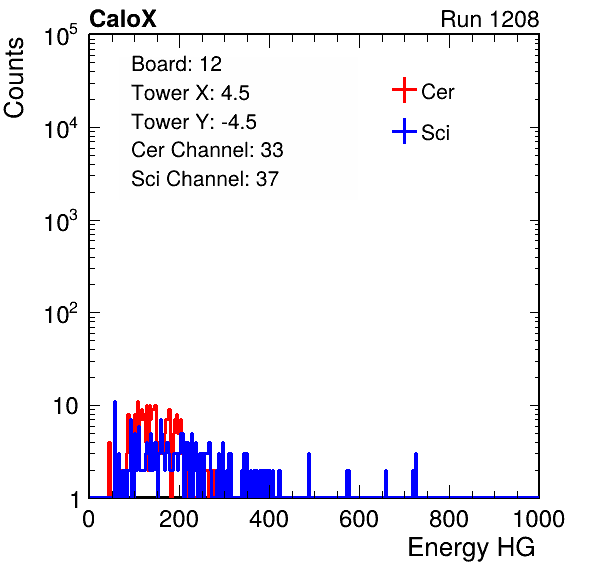 CaloX Run 1208
Counts
10^5
10^4
10^3
10^2
10
1
Board: 12
Tower X: 4.5
Tower Y: -4.5
Cer Channel: 33
Sci Channel: 37
Cer
Sci
0 200 400 600 800 1000
Energy HG